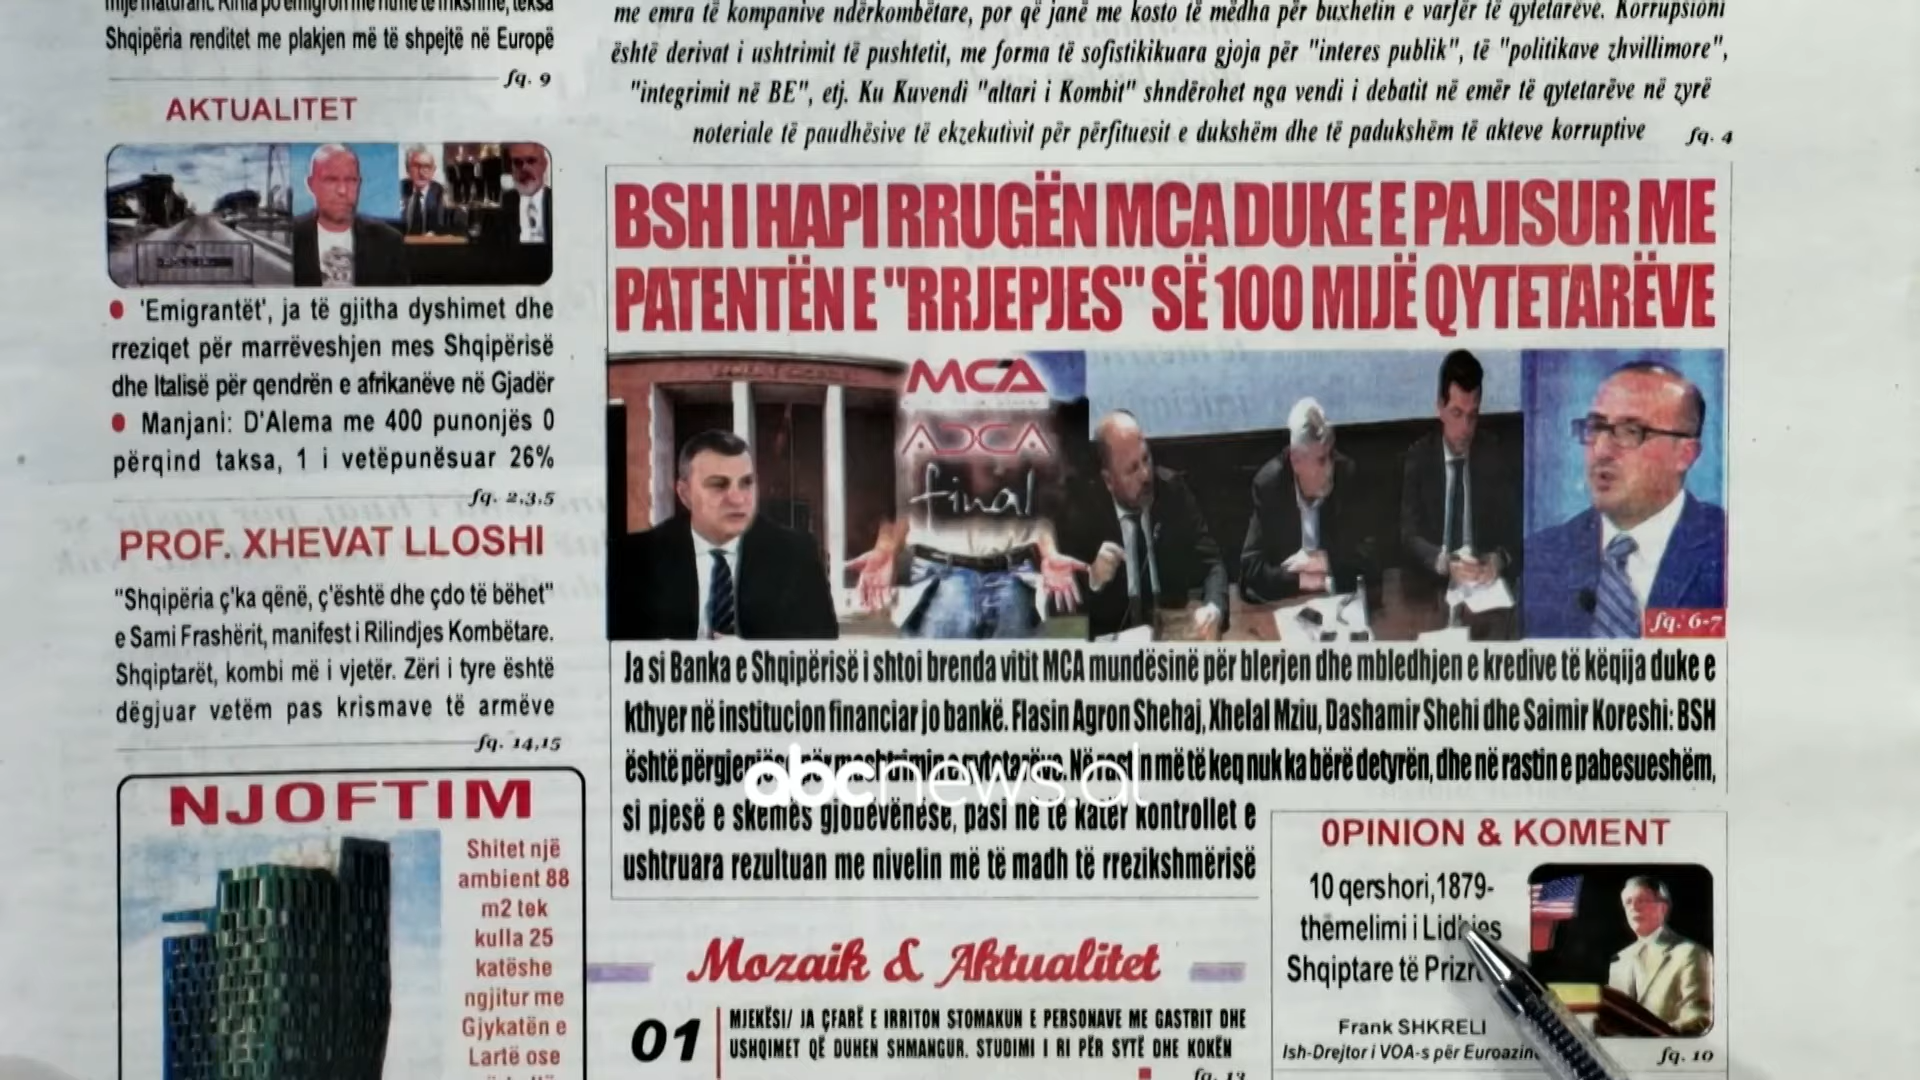 Shqipëria renditet me plakjen më të shpejtë në Europë
fq. 9
AKTUALITET
'Emigrantët', ja të gjitha dyshimet dhe
rreziqet për marrëveshjen mes Shqipërisë
dhe Italisë për qendrën e afrikanëve në Gjadër
Manjani: D'Alema me 400 punonjës 0
përqind taksa, 1 i vetëpunësuar 26%
fq. 2,3,5
PROF. XHEVAT LLOSHI
"Shqipëria ç'ka qënë, ç'është dhe çdo të bëhet"
e Sami Frashërit, manifest i Rilindjes Kombëtare.
Shqiptarët, kombi më i vjetër. Zëri i tyre është
dëgjuar vetëm pas krismave të armëve
fq. 14,15
NJOFTIM
Shitet një
ambient 88
m2 tek
kulla 25
katëshe
ngjitur me
Gjykatën e
Lartë ose
me emra të kompanive ndërkombëtare, por që janë me kosto të mëdha për buxhetin e varfër të qytetarëve. Korrupsioni
është derivat i ushtrimit të pushtetit, me forma të sofistikikuara gjoja për "interes publik", të "politikave zhvillimore",
"integrimit në BE", etj. Ku Kuvendi "altari i Kombit" shndërohet nga vendi i debatit në emër të qytetarëve në zyrë
noteriale të paudhësive të ekzekutivit për përfituesit e dukshëm dhe të padukshëm të akteve korruptive fq. 4
BSH I HAPI RRUGËN MCA DUKE E PAJISUR ME
PATENTËN E "RRJEPJES" SË 100 MIJË QYTETARËVE
MCA
ADCA
final
fq. 6-7
Ja si Banka e Shqipërisë i shtoi brenda vitit MCA mundësinë për blerjen dhe mbledhjen e kredive të këqija duke e
kthyer në institucion financiar jo bankë. Flasin Agron Shehaj, Xhelal Mziu, Dashamir Shehi dhe Saimir Koreshi: BSH
është përgjegjëse për mashtrimin e qytetarëve. Në rastin më të keq nuk ka bërë detyrën, dhe në rastin e pabesueshëm,
abcnews.al
si pjesë e skemës gjobëvënëse, pasi në të katër kontrollet e
ushtruara rezultuan me nivelin më të madh të rrezikshmërisë
Mozaik & Aktualitet
01
MJEKËSI/ JA ÇFARË E IRRITON STOMAKUN E PERSONAVE ME GASTRIT DHE
USHQIMET QË DUHEN SHMANGUR. STUDIMI I RI PËR SYTË DHE KOKËN
fq. 13
OPINION & KOMENT
10 qershori,1879-
thëmelimi i Lidhjes
Shqiptare të
Frank SHKRELI
Ish-Drejtor i VOA-s për
fq. 10